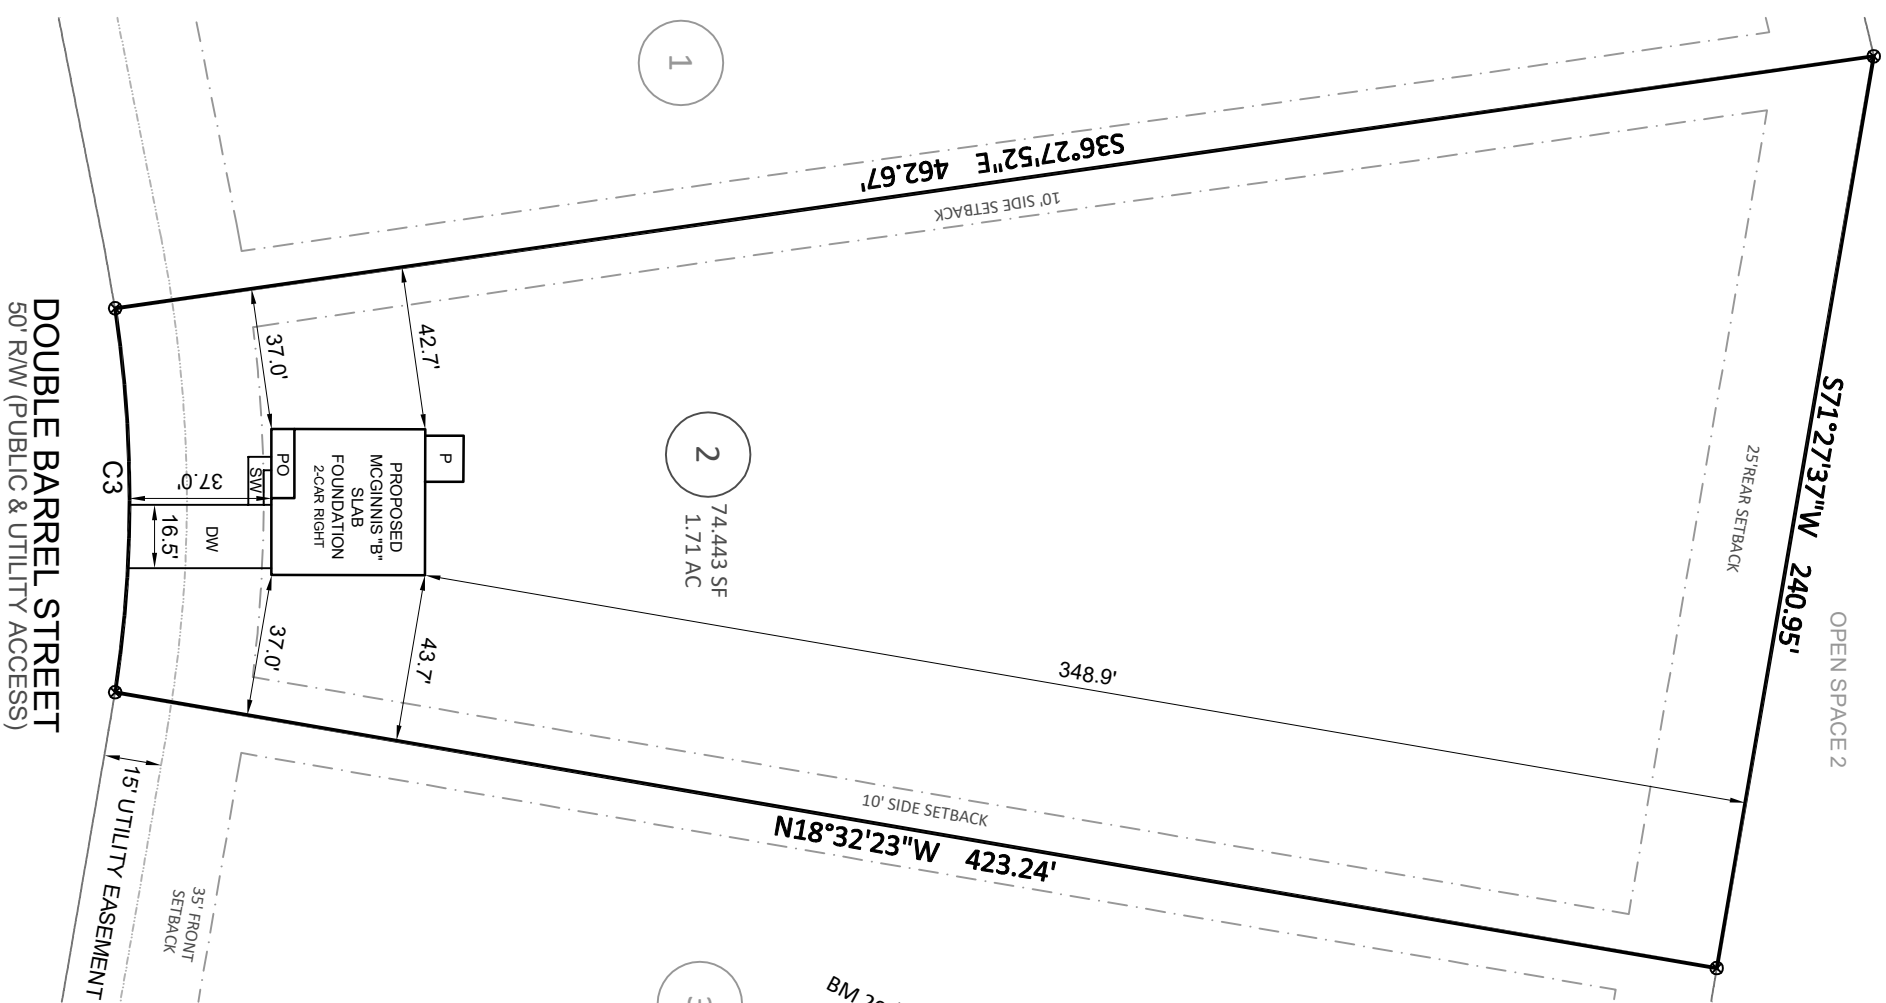 1
S36°27'52"E 462.67'
10' SIDE SETBACK
S71°27'37"W 240.95'
25'REAR SETBACK
OPEN SPACE 2
42.7'
37.0'
2
74.443 SF
1.71 AC
P
PO
SW
PROPOSED
MCGINNIS "B"
SLAB
FOUNDATION
2-CAR RIGHT
37.0'
C3
16.5'
DW
37.0'
43.7'
348.9'
10' SIDE SETBACK
N18°32'23"W 423.24'
DOUBLE BARREL STREET
50' R/W (PUBLIC & UTILITY ACCESS)
15' UTILITY EASEMENT
35' FRONT
SETBACK
3
BM